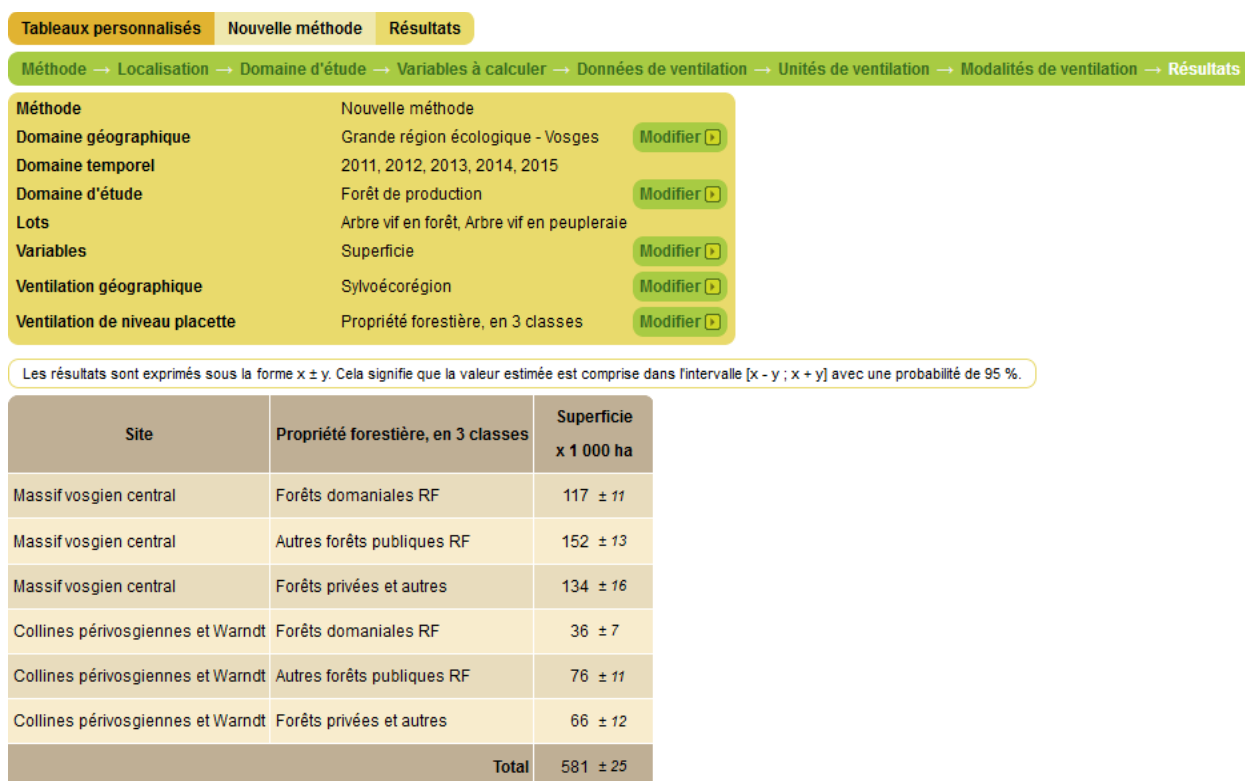 Tableaux personnalisés Nouvelle méthode Résultats
Méthode → Localisation → Domaine d'étude → Variables à calculer → Données de ventilation → Unités de ventilation → Modalités de ventilation → Résultats
Méthode Nouvelle méthode
Domaine géographique Grande région écologique - Vosges Modifier
Domaine temporel 2011, 2012, 2013, 2014, 2015
Domaine d'étude Forêt de production Modifier
Lots Arbre vif en forêt, Arbre vif en peupleraie
Variables Superficie Modifier
Ventilation géographique Sylvoécorégion Modifier
Ventilation de niveau placette Propriété forestière, en 3 classes Modifier
Les résultats sont exprimés sous la forme x ± y. Cela signifie que la valeur estimée est comprise dans l'intervalle [x - y ; x + y] avec une probabilité de 95 %.
Site Propriété forestière, en 3 classes Superficie
x 1 000 ha
Massif vosgien central Forêts domaniales RF 117 ± 11
Massif vosgien central Autres forêts publiques RF 152 ± 13
Massif vosgien central Forêts privées et autres 134 ± 16
Collines périvosgiennes et Warndt Forêts domaniales RF 36 ± 7
Collines périvosgiennes et Warndt Autres forêts publiques RF 76 ± 11
Collines périvosgiennes et Warndt Forêts privées et autres 66 ± 12
Total 581 ± 25